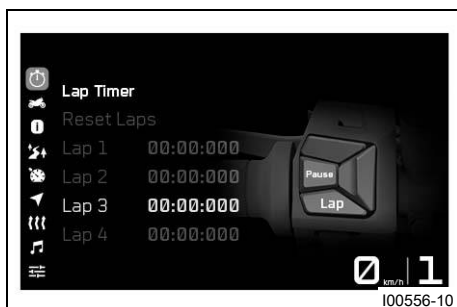 Lap Timer
Reset Laps
Lap 1 00:00:000
Lap 2 00:00:000
Lap 3 00:00:000
Lap 4 00:00:000
Pause
Lap
0 km/h 1
I00556-10